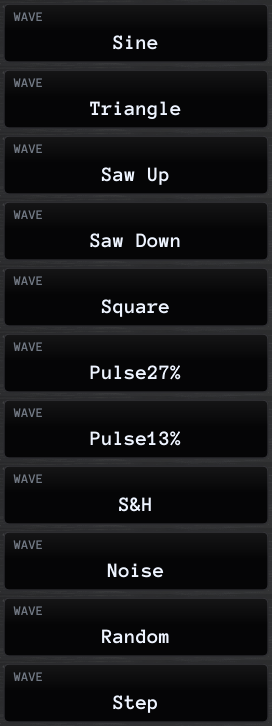 WAVE
Sine
WAVE
Triangle
WAVE
Saw Up
WAVE
Saw Down
WAVE
Square
WAVE
Pulse27%
WAVE
Pulse13%
WAVE
S&H
WAVE
Noise
WAVE
Random
WAVE
Step